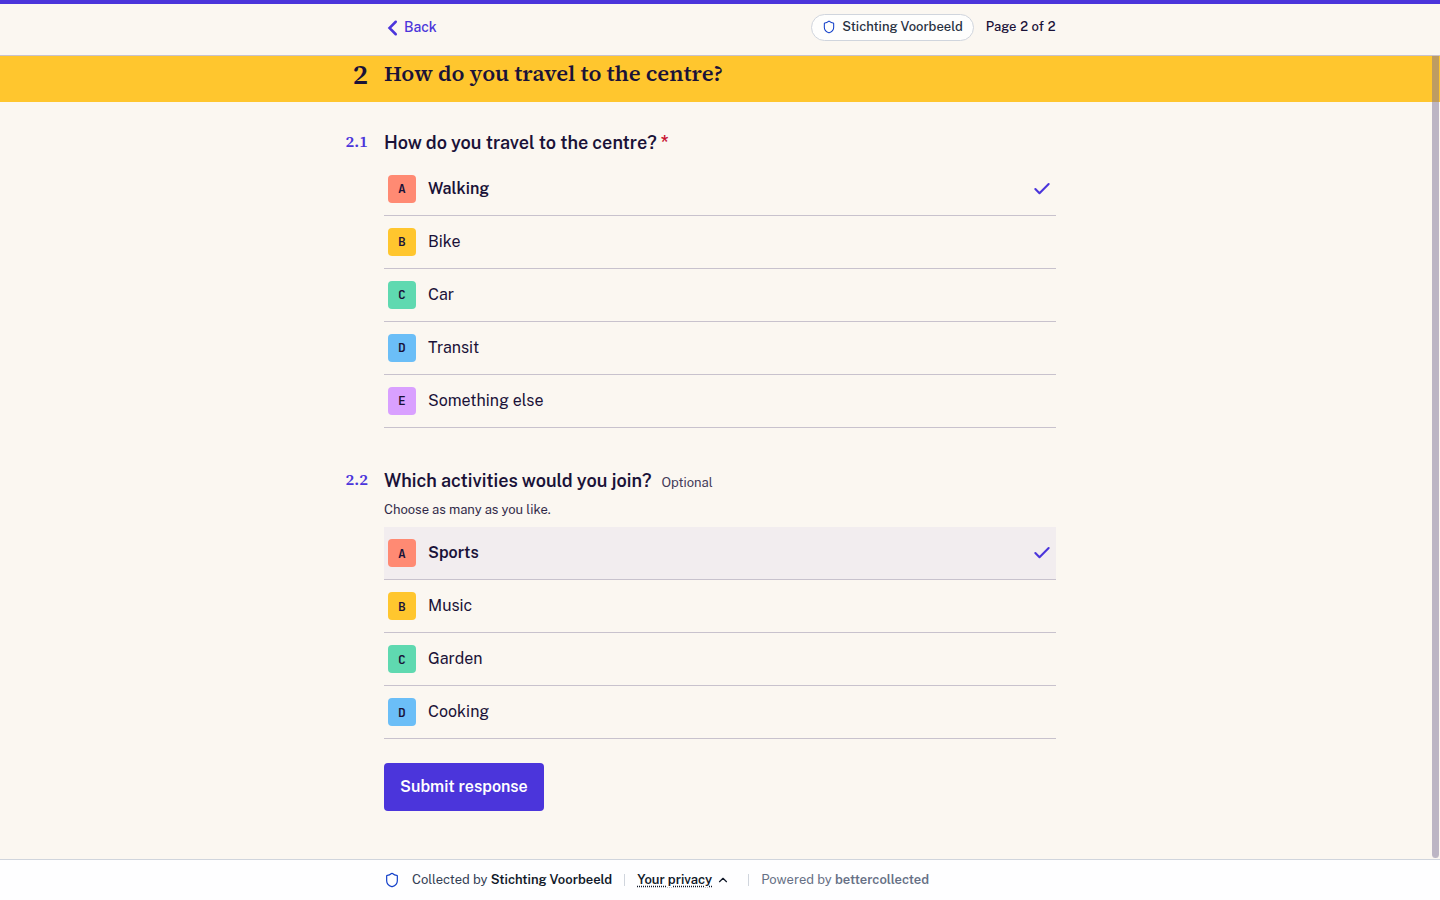 Back
Stichting Voorbeeld
Page 2 of 2
2 How do you travel to the centre?
2.1 How do you travel to the centre? *
A Walking
B Bike
C Car
D Transit
E Something else
2.2 Which activities would you join? Optional
Choose as many as you like.
A Sports
B Music
C Garden
D Cooking
Submit response
Collected by Stichting Voorbeeld
Your privacy
Powered by bettercollected